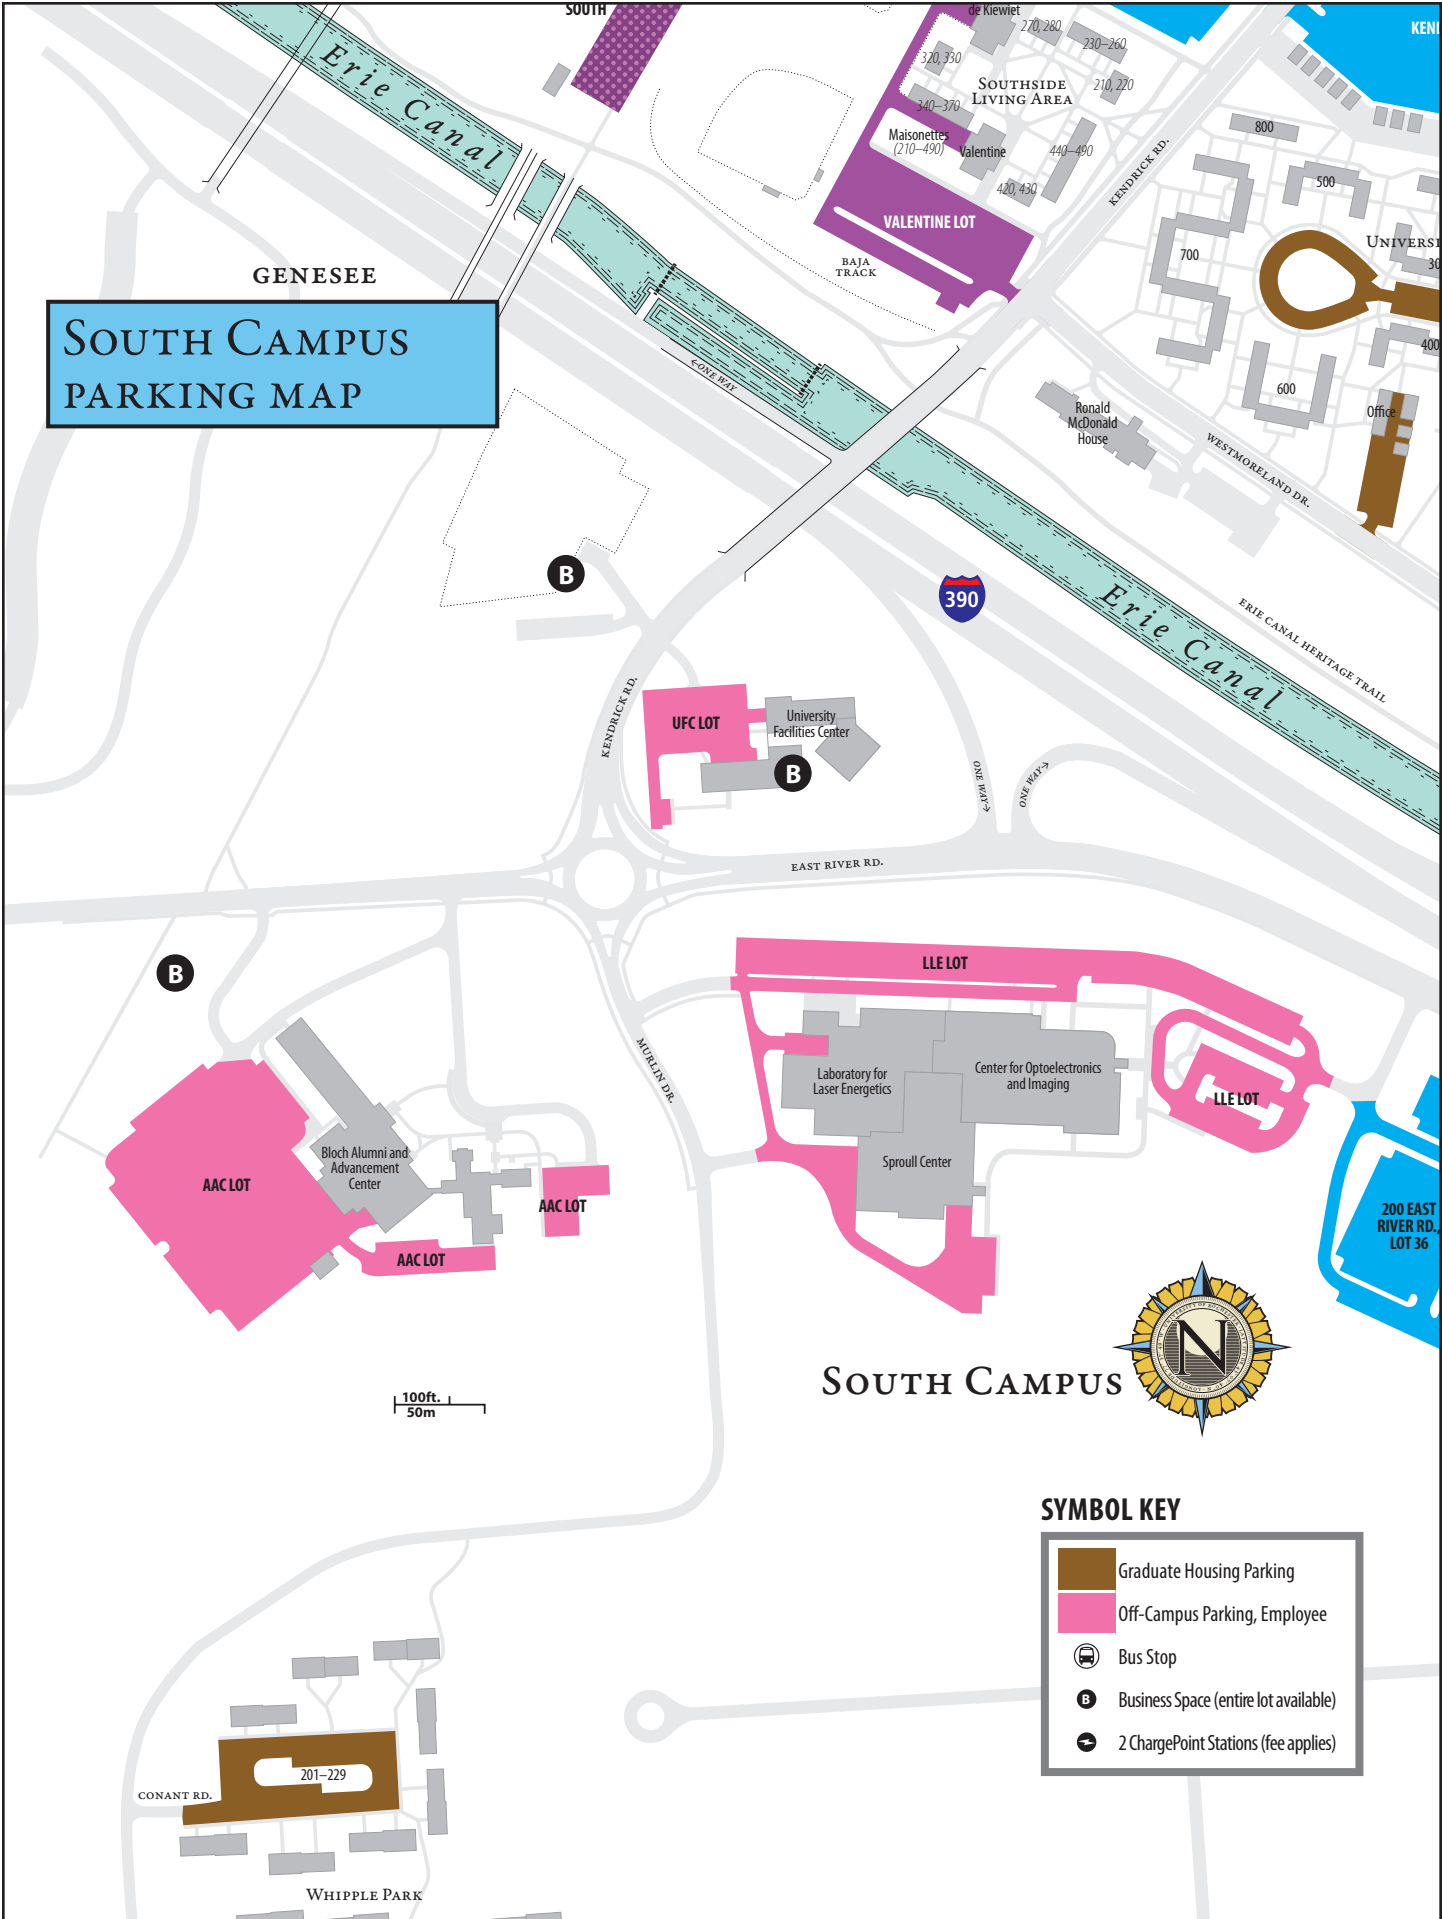 SOUTH
de Kiewiet
270, 280
230–260
KENI
320, 330
SOUTHSIDE
LIVING AREA
210, 220
340–370
Maisonettes
(210–490)
Valentine
440–490
420, 430
KENDRICK RD.
800
500
Erie Canal
VALENTINE LOT
BAJA
TRACK
700
UNIVERSI
30
GENESEE
SOUTH CAMPUS
PARKING MAP
←ONE WAY
400
600
Office
Ronald
McDonald
House
WESTMORELAND DR.
B
390
Erie Canal
ERIE CANAL HERITAGE TRAIL
KENDRICK RD.
UFC LOT
University
Facilities Center
B
ONE WAY→
ONE WAY→
EAST RIVER RD.
B
LLE LOT
MURLIN DR.
Laboratory for
Laser Energetics
Center for Optoelectronics
and Imaging
LLE LOT
Bloch Alumni and
Advancement
Center
Sproull Center
AAC LOT
AAC LOT
AAC LOT
200 EAST
RIVER RD.,
LOT 36
N
SOUTH CAMPUS
100ft.
50m
SYMBOL KEY
Graduate Housing Parking
Off-Campus Parking, Employee
Bus Stop
B Business Space (entire lot available)
2 ChargePoint Stations (fee applies)
201–229
CONANT RD.
WHIPPLE PARK